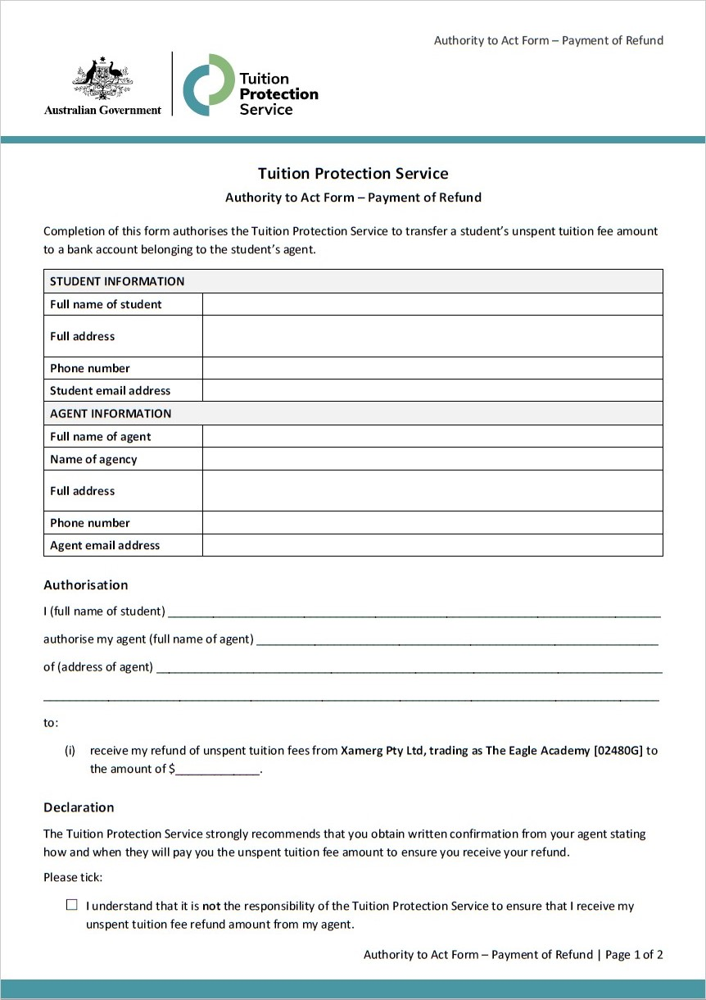 Authority to Act Form – Payment of Refund
Australian Government
Tuition
Protection
Service
Tuition Protection Service
Authority to Act Form – Payment of Refund
Completion of this form authorises the Tuition Protection Service to transfer a student’s unspent tuition fee amount
to a bank account belonging to the student’s agent.
STUDENT INFORMATION
Full name of student
Full address
Phone number
Student email address
AGENT INFORMATION
Full name of agent
Name of agency
Full address
Phone number
Agent email address
Authorisation
I (full name of student) ____________________
authorise my agent (full name of agent) ____________________
of (address of agent) ____________________
____________________
to:
(i) receive my refund of unspent tuition fees from Xamerg Pty Ltd, trading as The Eagle Academy [02480G] to
the amount of $_____________.
Declaration
The Tuition Protection Service strongly recommends that you obtain written confirmation from your agent stating
how and when they will pay you the unspent tuition fee amount to ensure you receive your refund.
Please tick:
☐ I understand that it is not the responsibility of the Tuition Protection Service to ensure that I receive my
unspent tuition fee refund amount from my agent.
Authority to Act Form – Payment of Refund | Page 1 of 2